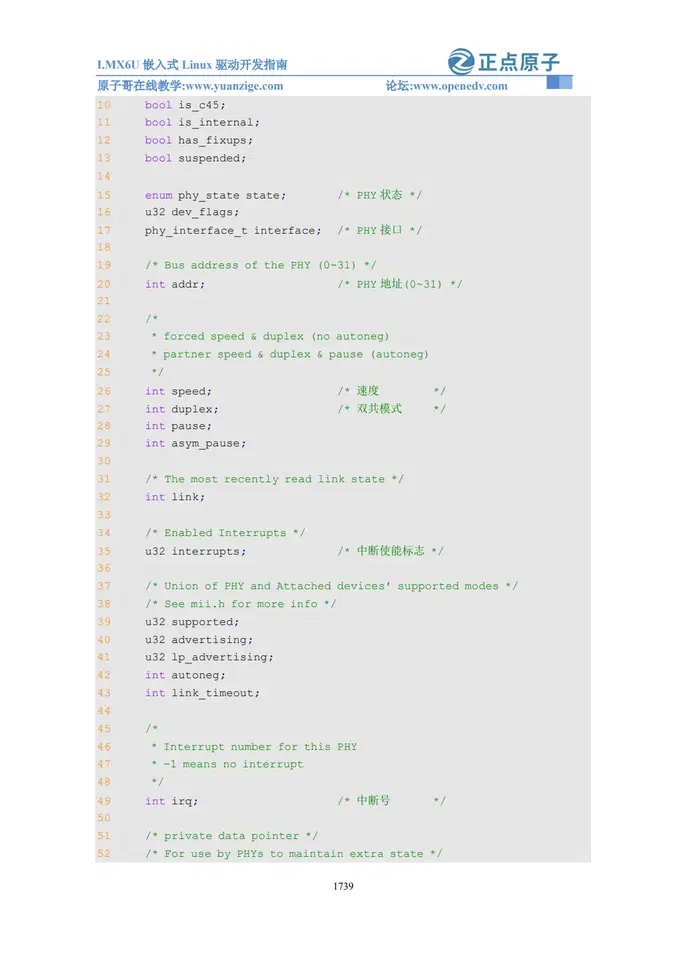 I.MX6U 嵌入式 Linux 驱动开发指南
正点原子
原子哥在线教学:www.yuanzige.com 论坛:www.openedv.com
10 bool is_c45;
11 bool is_internal;
12 bool has_fixups;
13 bool suspended;
14
15 enum phy_state state; /* PHY 状态 */
16 u32 dev_flags;
17 phy_interface_t interface; /* PHY 接口 */
18
19 /* Bus address of the PHY (0-31) */
20 int addr; /* PHY 地址(0~31) */
21
22 /*
23 * forced speed & duplex (no autoneg)
24 * partner speed & duplex & pause (autoneg)
25 */
26 int speed; /* 速度 */
27 int duplex; /* 双共模式 */
28 int pause;
29 int asym_pause;
30
31 /* The most recently read link state */
32 int link;
33
34 /* Enabled Interrupts */
35 u32 interrupts; /* 中断使能标志 */
36
37 /* Union of PHY and Attached devices' supported modes */
38 /* See mii.h for more info */
39 u32 supported;
40 u32 advertising;
41 u32 lp_advertising;
42 int autoneg;
43 int link_timeout;
44
45 /*
46 * Interrupt number for this PHY
47 * -1 means no interrupt
48 */
49 int irq; /* 中断号 */
50
51 /* private data pointer */
52 /* For use by PHYs to maintain extra state */
1739